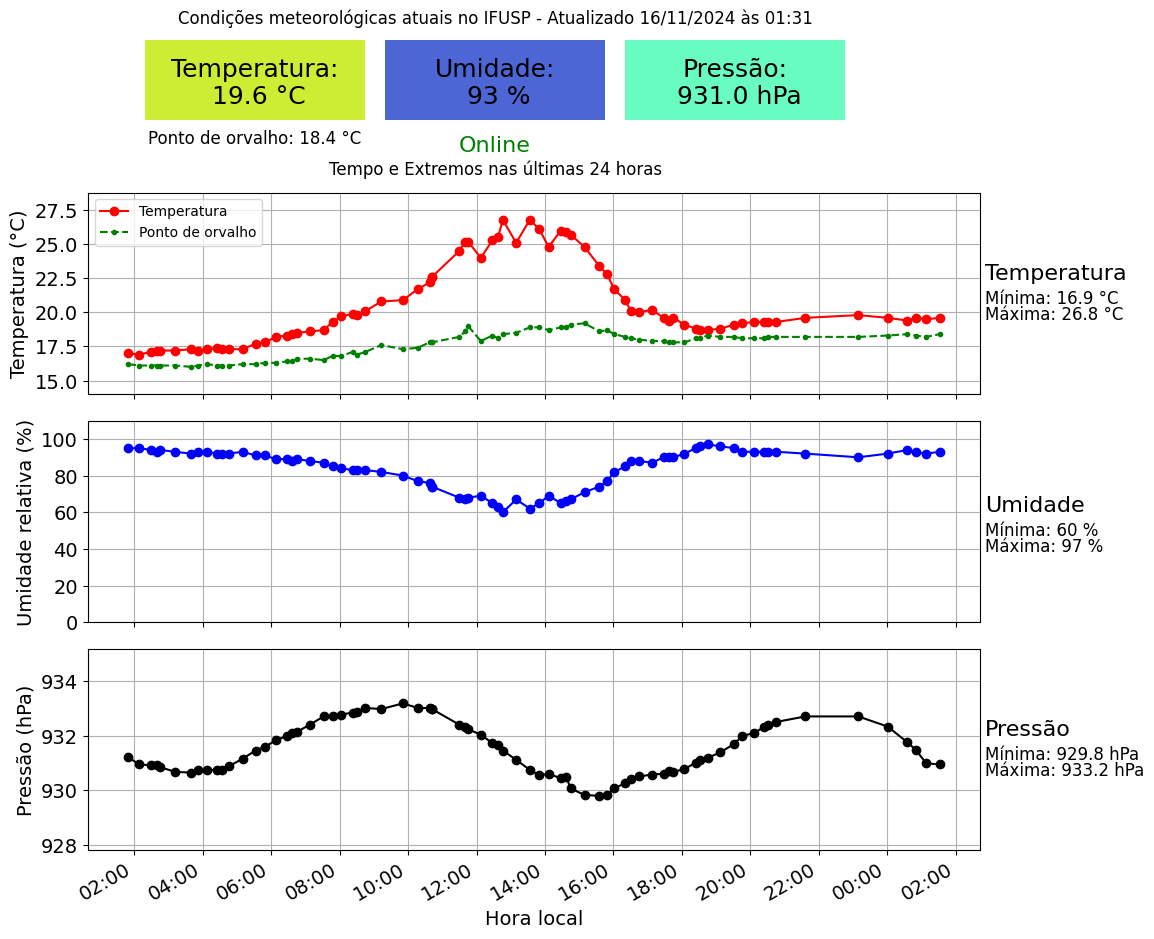 Condições meteorológicas atuais no IFUSP - Atualizado 16/11/2024 às 01:31
Temperatura:
19.6 °C
Umidade:
93 %
Pressão:
931.0 hPa
Ponto de orvalho: 18.4 °C
Online
Tempo e Extremos nas últimas 24 horas
Temperatura (°C)
27.5
25.0
22.5
20.0
17.5
15.0
Temperatura
Ponto de orvalho
Temperatura
Mínima: 16.9 °C
Máxima: 26.8 °C
Umidade relativa (%)
100
80
60
40
20
0
Umidade
Mínima: 60 %
Máxima: 97 %
Pressão (hPa)
934
932
930
928
Pressão
Mínima: 929.8 hPa
Máxima: 933.2 hPa
02:00 04:00 06:00 08:00 10:00 12:00 14:00 16:00 18:00 20:00 22:00 00:00 02:00
Hora local